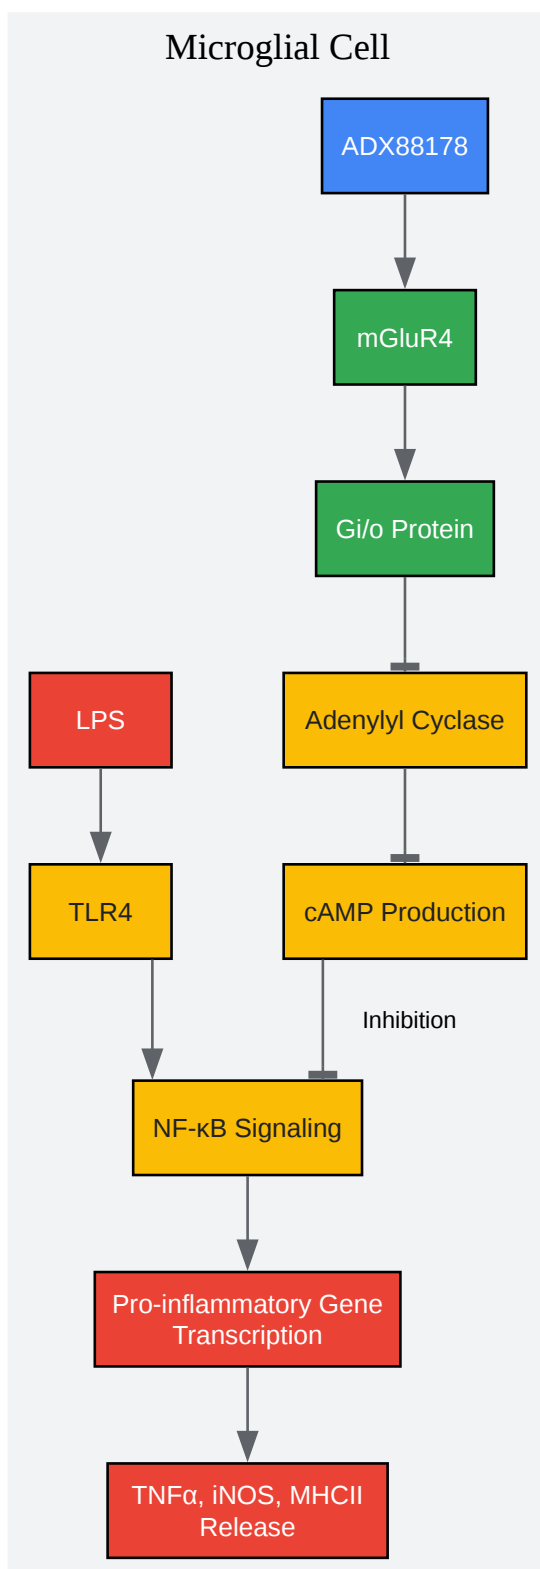 Microglial Cell
ADX88178
mGluR4
Gi/o Protein
LPS
Adenylyl Cyclase
TLR4
cAMP Production
Inhibition
NF-κB Signaling
Pro-inflammatory Gene
Transcription
TNFα, iNOS, MHCII
Release